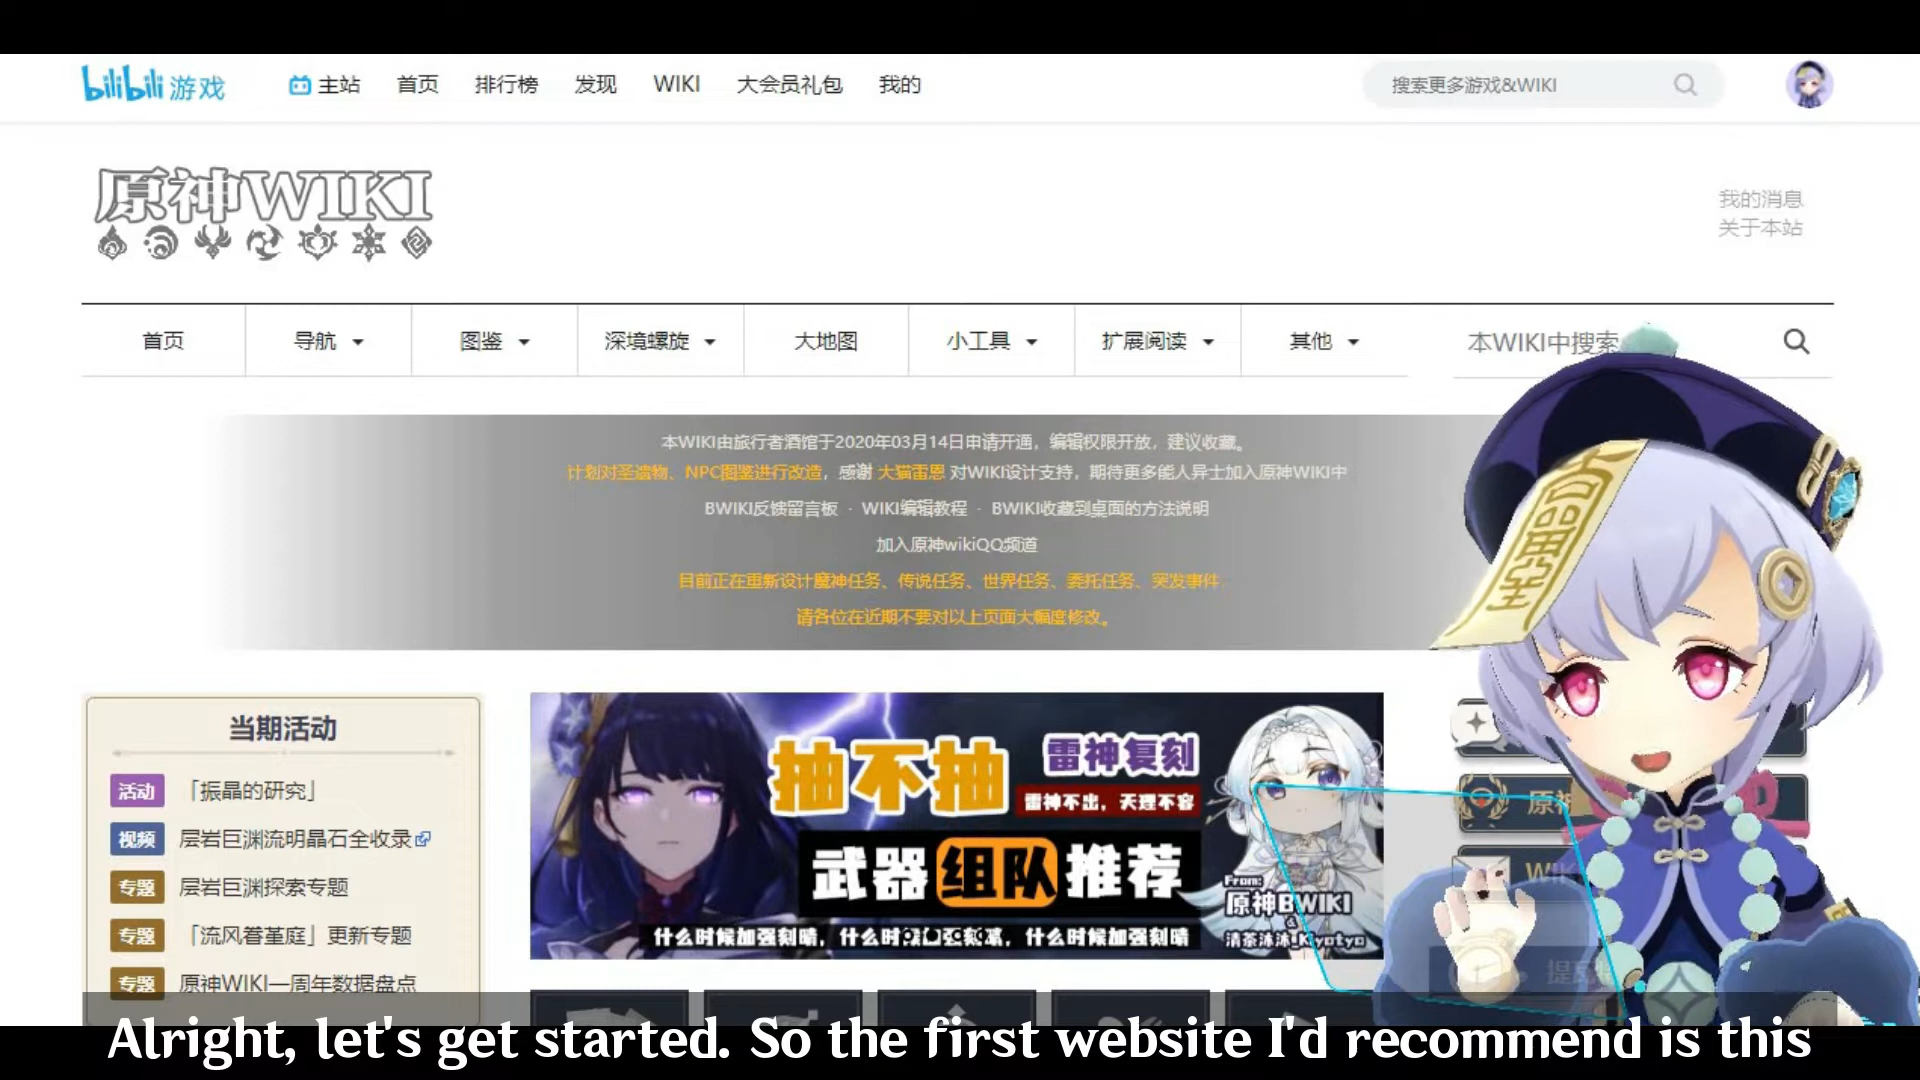 bilibili 游戏 主站 首页 排行榜 发现 WIKI 大会员礼包 我的 搜索更多游戏&WIKI
原神WIKI
我的消息
关于本站
首页 导航 图鉴 深境螺旋 大地图 小工具 扩展阅读 其他 本WIKI中搜索
本WIKI由旅行者酒馆于2020年03月14日申请开通，编辑权限开放，建议收藏。
计划对圣遗物、NPC图鉴进行改造，感谢 大猫雷恩 对WIKI设计支持，期待更多能人异士加入原神WIKI中
BWIKI反馈留言板 · WIKI编辑教程 · BWIKI收藏到桌面的方法说明
加入原神wikiQQ频道
目前正在重新设计魔神任务、传说任务、世界任务、委托任务、突发事件
请各位在近期不要对以上页面大幅度修改。
当期活动
活动 「振晶的研究」
视频 层岩巨渊流明晶石全收录
专题 层岩巨渊探索专题
专题 「流风眷堇庭」更新专题
专题 原神WIKI一周年数据盘点
抽不抽
雷神复刻
雷神不出，天理不容
武器组队推荐
什么时候加强刻晴，什么时候加强刻晴，什么时候加强刻晴
From:
原神BWIKI
&
清茶沫沫_Kyotyo
原神
WIK
Alright, let's get started. So the first website I'd recommend is this